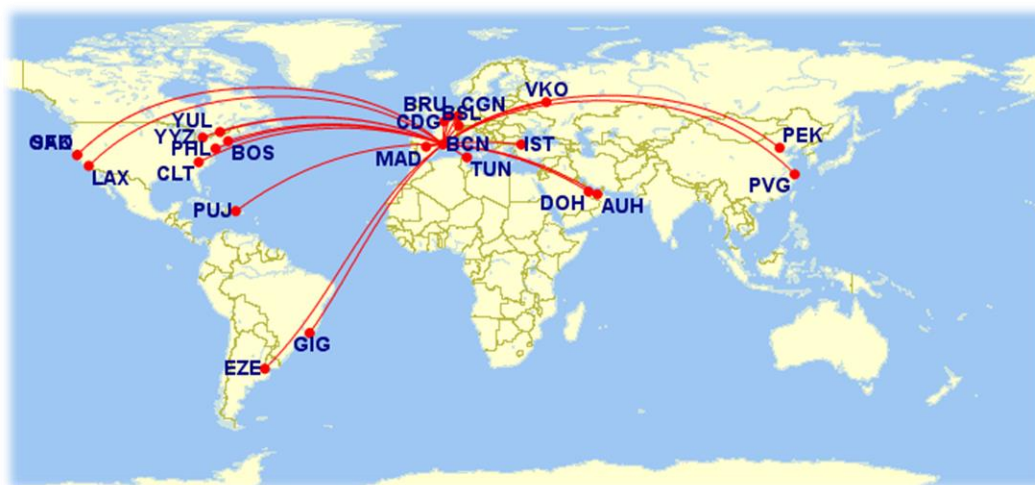 VKO
BRU
CGN
BSL
CDG
YUL
YYZ
PHL
BOS
BCN
IST
MAD
TUN
PEK
LAX
CLT
PVG
PUJ
DOH
AUH
GIG
EZE